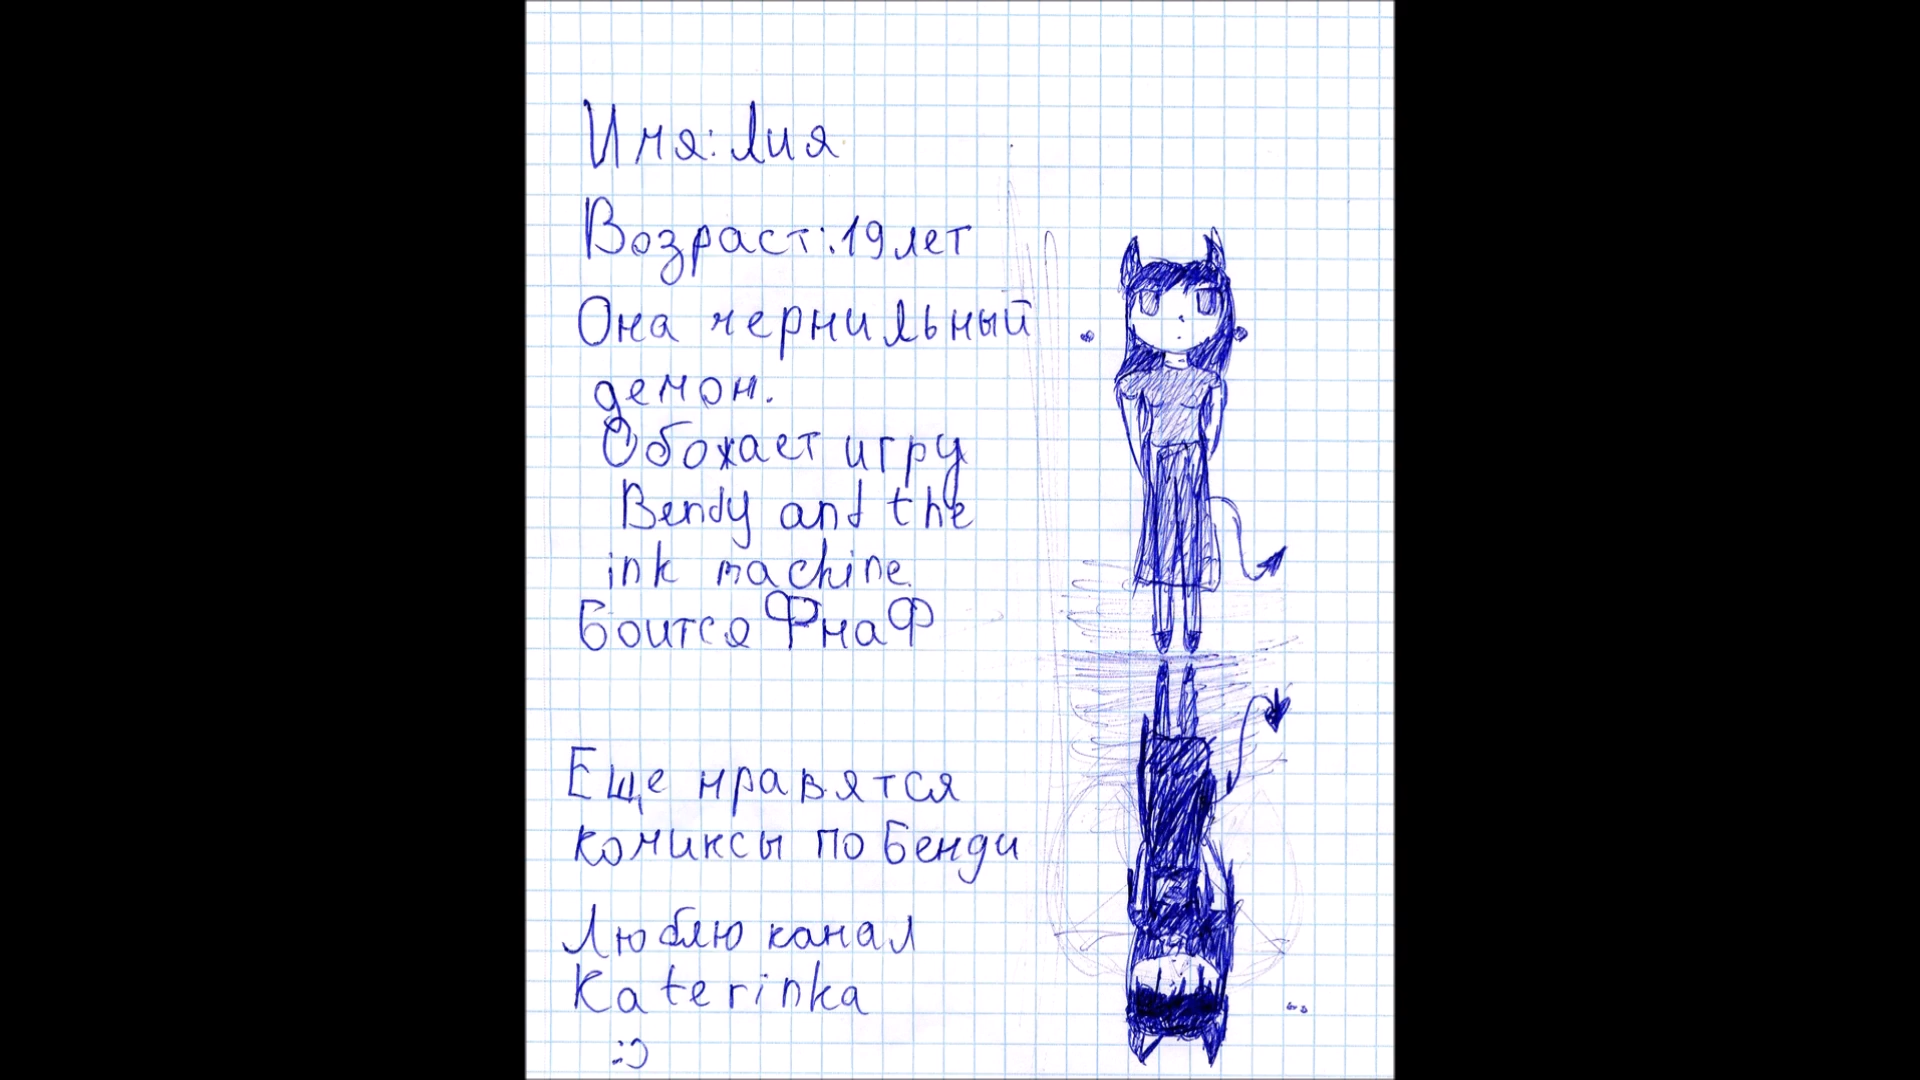 Имя: Лия
Возраст: 19 лет
Она чернильный
демон.
Обожает игру
Bendy and the
ink machine.
Боится ФнаФ
Еще нравятся
комиксы по Бенди
Люблю канал
Katerinka
:)